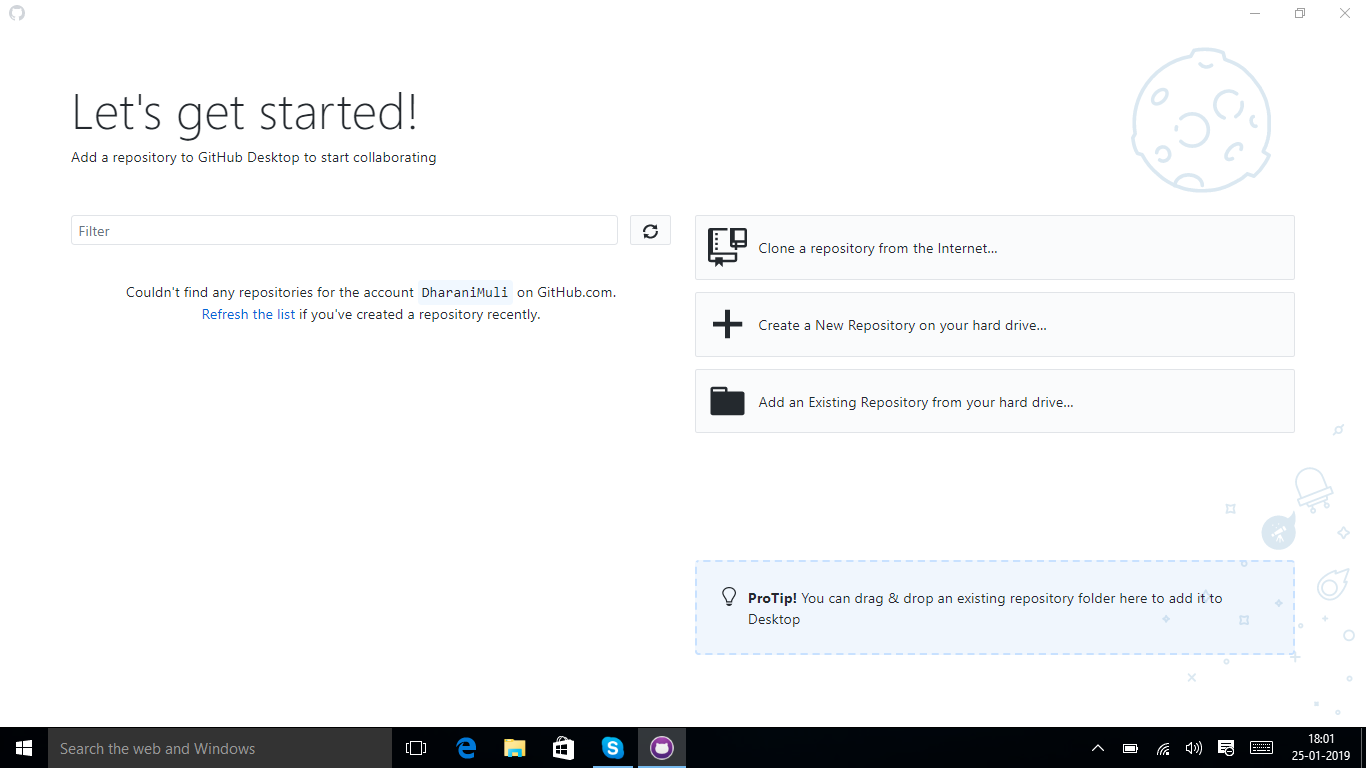 Let's get started!
Add a repository to GitHub Desktop to start collaborating
Filter
Couldn't find any repositories for the account DharaniMuli on GitHub.com.
Refresh the list if you've created a repository recently.
Clone a repository from the Internet...
Create a New Repository on your hard drive...
Add an Existing Repository from your hard drive...
ProTip! You can drag & drop an existing repository folder here to add it to
Desktop
Search the web and Windows
18:01
25-01-2019